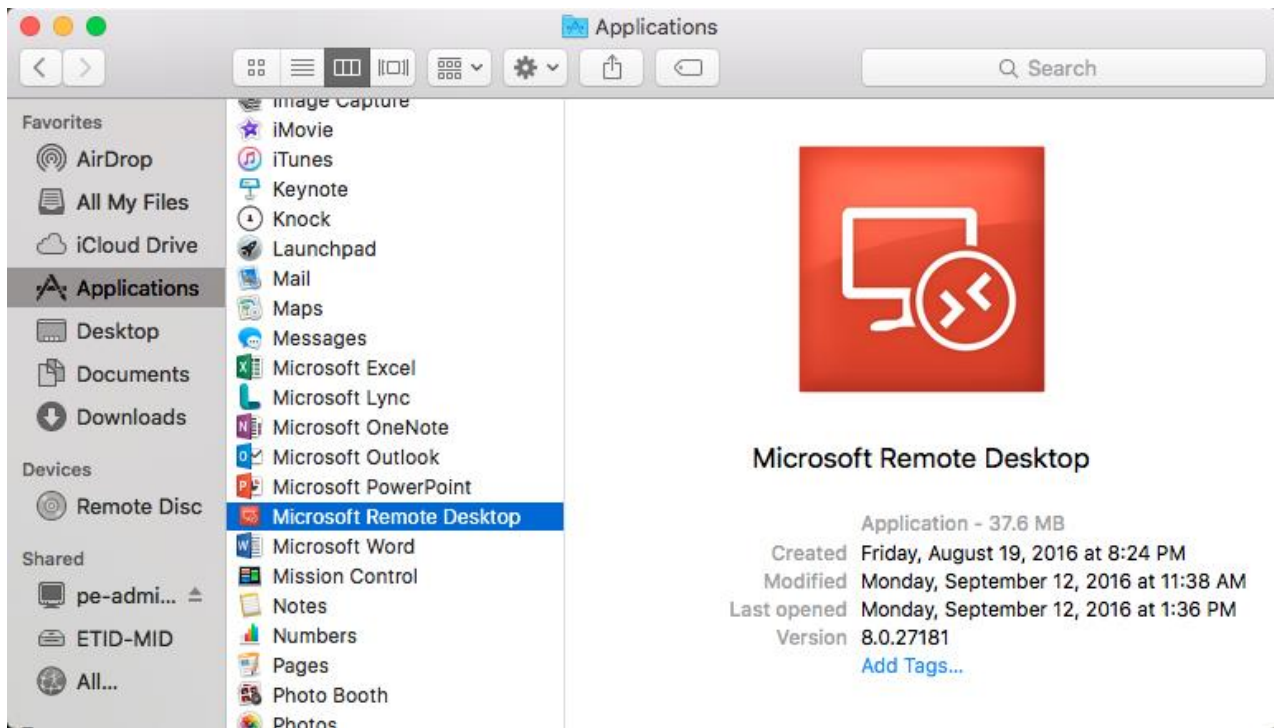 Applications
Search
Favorites
AirDrop
All My Files
iCloud Drive
Applications
Desktop
Documents
Downloads
Devices
Remote Disc
Shared
pe-admi...
ETID-MID
All...
Image Capture
iMovie
iTunes
Keynote
Knock
Launchpad
Mail
Maps
Messages
Microsoft Excel
Microsoft Lync
Microsoft OneNote
Microsoft Outlook
Microsoft PowerPoint
Microsoft Remote Desktop
Microsoft Word
Mission Control
Notes
Numbers
Pages
Photo Booth
Photos
Microsoft Remote Desktop
Application - 37.6 MB
Created Friday, August 19, 2016 at 8:24 PM
Modified Monday, September 12, 2016 at 11:38 AM
Last opened Monday, September 12, 2016 at 1:36 PM
Version 8.0.27181
Add Tags...